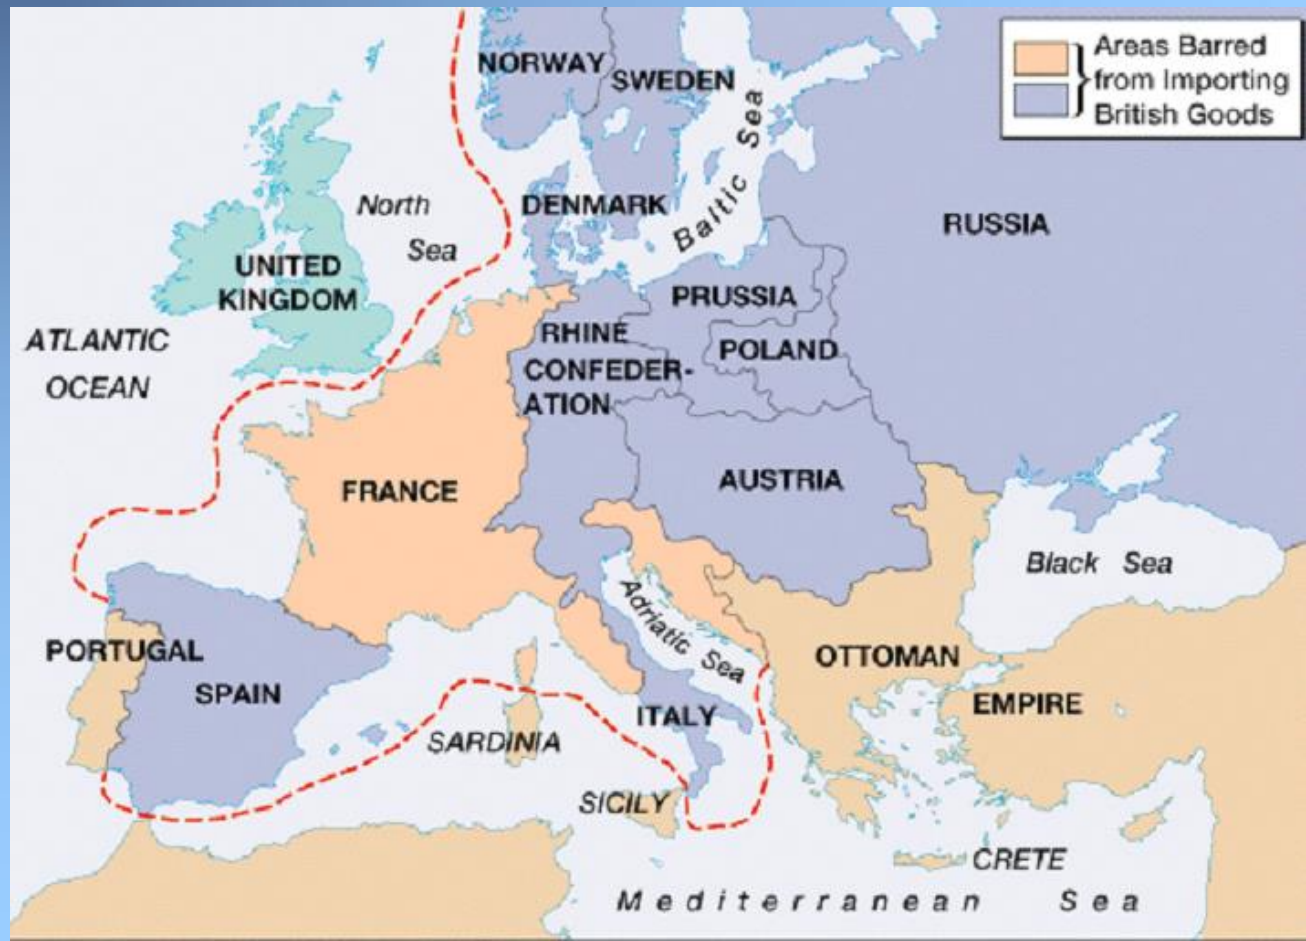 NORWAY
SWEDEN
Areas Barred
from Importing
British Goods
Baltic Sea
North
Sea
DENMARK
RUSSIA
UNITED
KINGDOM
PRUSSIA
ATLANTIC
OCEAN
RHINE
CONFEDER-
ATION
POLAND
FRANCE
AUSTRIA
Black Sea
Adriatic Sea
PORTUGAL
SPAIN
OTTOMAN
EMPIRE
ITALY
SARDINIA
SICILY
CRETE
Mediterranean Sea